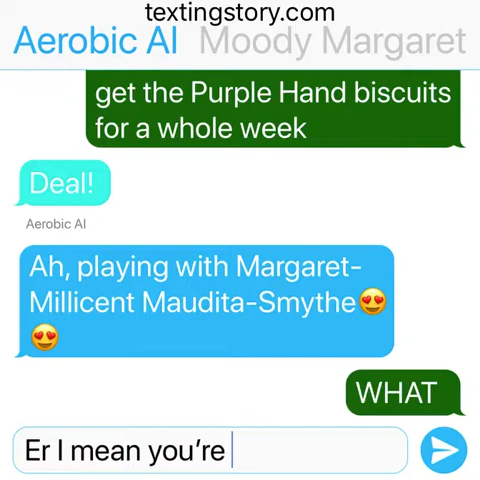 textingstory.com
Aerobic Al Moody Margaret
get the Purple Hand biscuits
for a whole week
Deal!
Aerobic Al
Ah, playing with Margaret-
Millicent Maudita-Smythe😍
😍
WHAT
Er I mean you’re